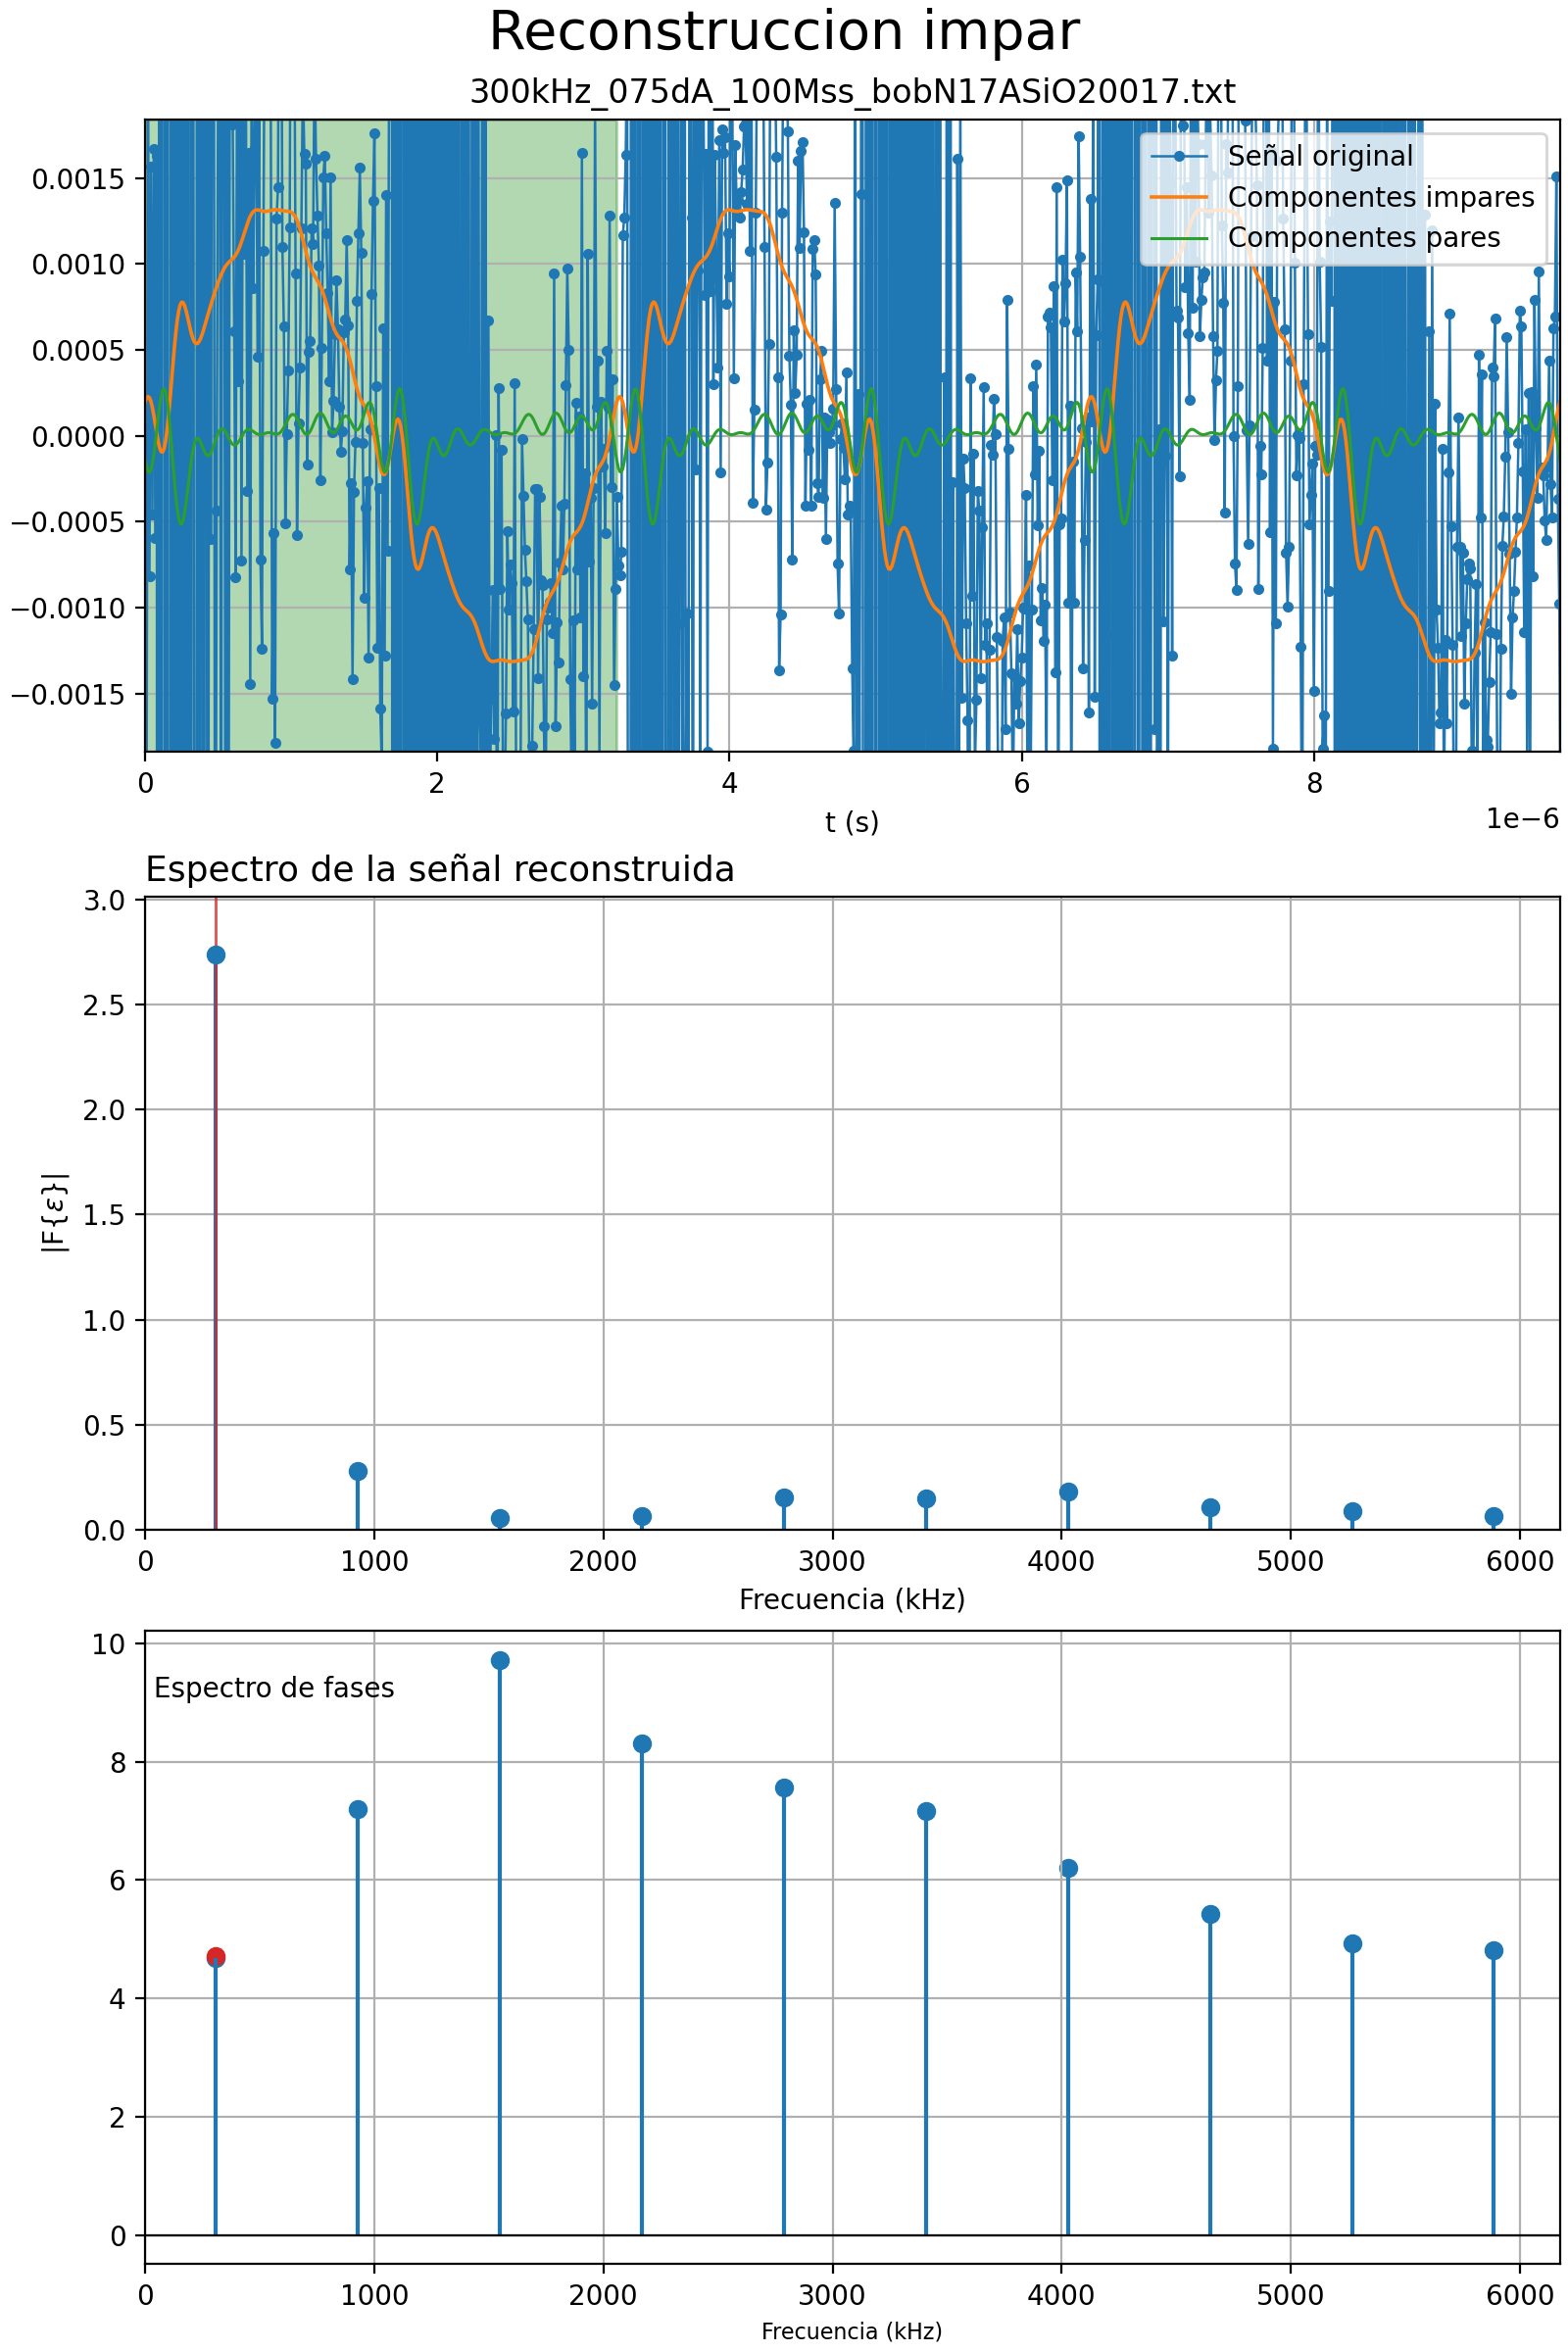 Reconstruccion impar
300kHz_075dA_100Mss_bobN17ASiO20017.txt
0.0015
0.0010
0.0005
0.0000
−0.0005
−0.0010
−0.0015
Señal original
Componentes impares
Componentes pares
0 2 4 6 8
1e−6
t (s)
Espectro de la señal reconstruida
3.0
2.5
2.0
1.5
1.0
0.5
0.0
|F{ε}|
0 1000 2000 3000 4000 5000 6000
Frecuencia (kHz)
10
8
6
4
2
0
Espectro de fases
0 1000 2000 3000 4000 5000 6000
Frecuencia (kHz)